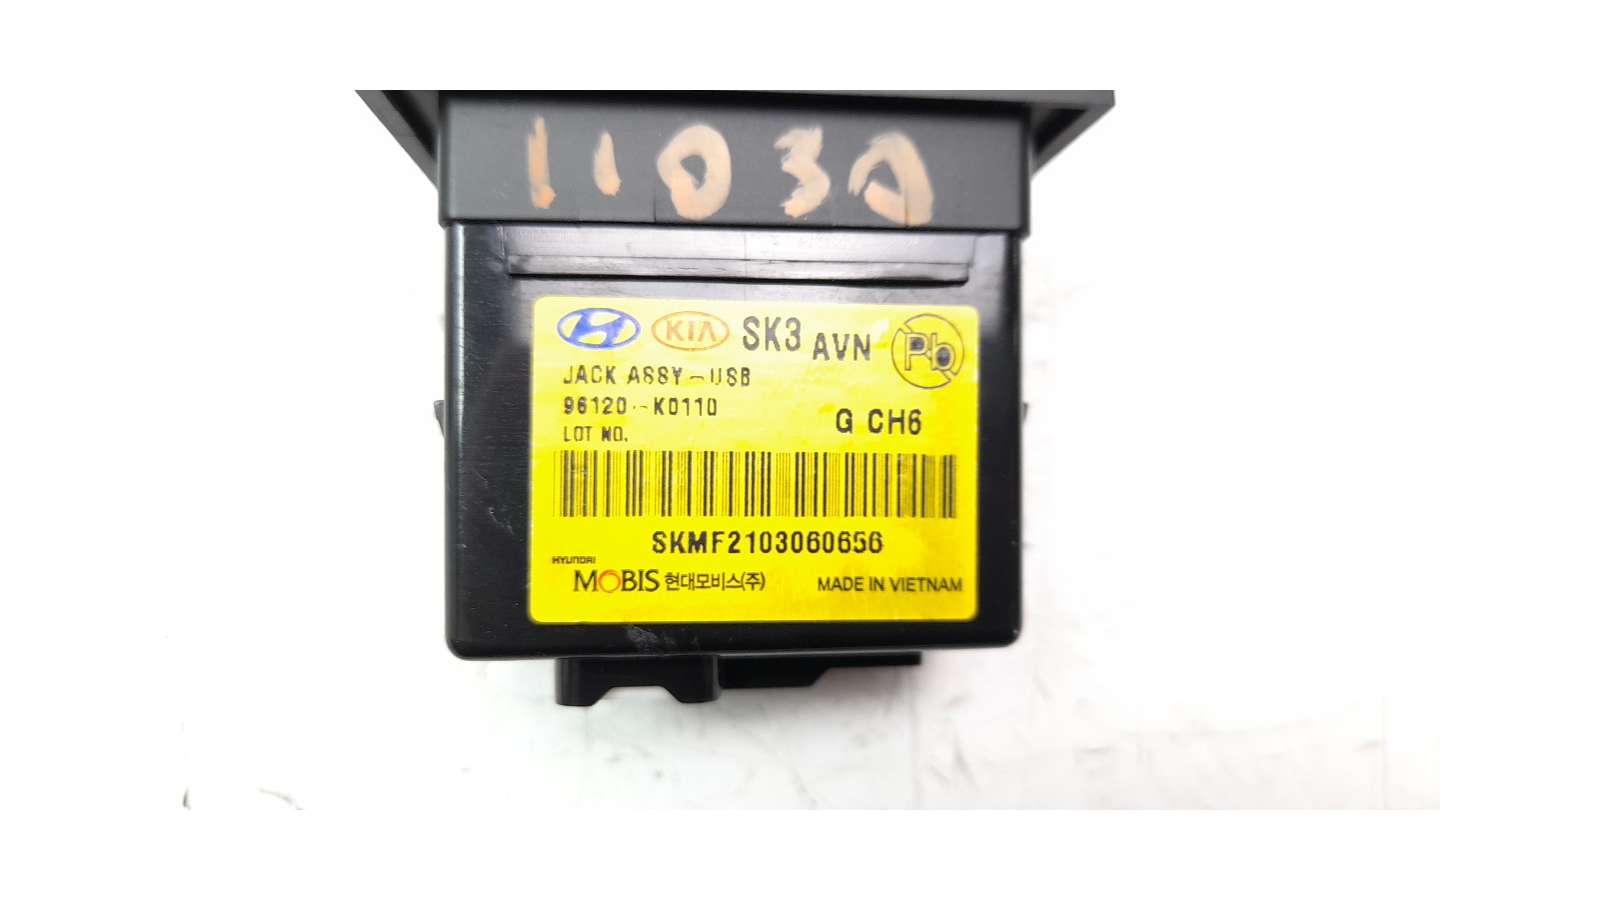 11030
KIA SK3 AVN Pb
JACK ASSY-USB
96120-K0110
G CH6
LOT NO.
SKMF2103060656
HYUNDAI
MOBIS 현대모비스(주) MADE IN VIETNAM